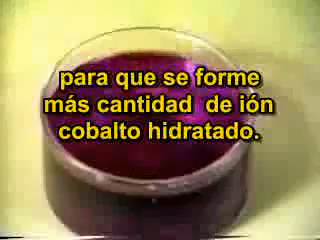 para que se forme
más cantidad de ión
cobalto hidratado.